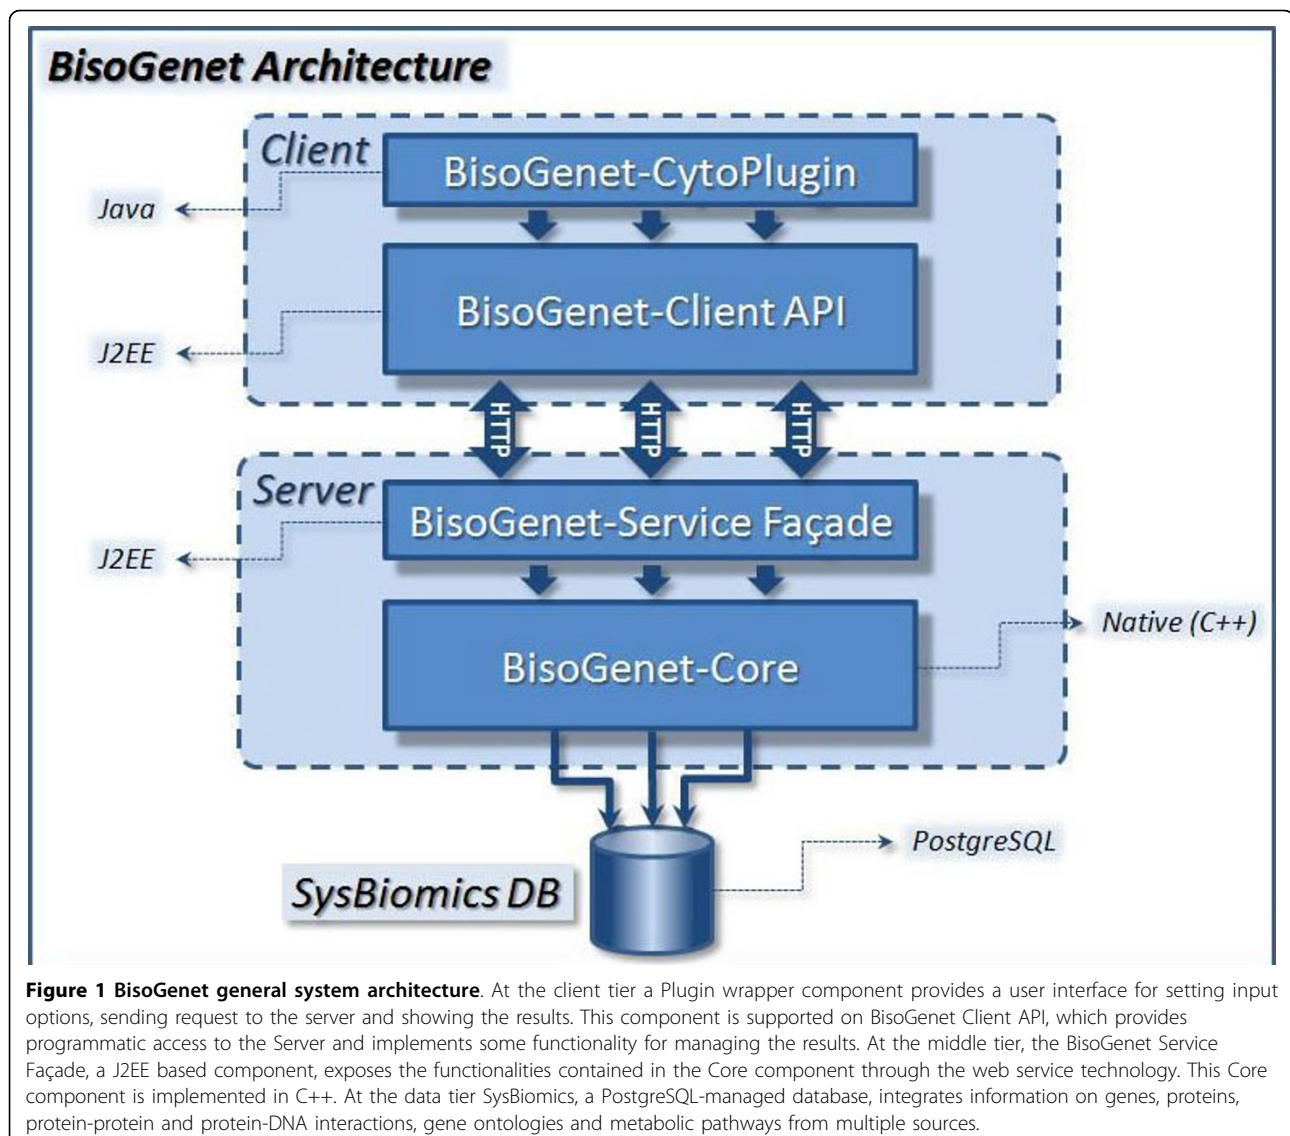 BisoGenet Architecture
Client
BisoGenet-CytoPlugin
Java
BisoGenet-Client API
J2EE
HTTP
HTTP
HTTP
Server
BisoGenet-Service Façade
J2EE
Native (C++)
BisoGenet-Core
PostgreSQL
SysBiomics DB
Figure 1 BisoGenet general system architecture. At the client tier a Plugin wrapper component provides a user interface for setting input
options, sending request to the server and showing the results. This component is supported on BisoGenet Client API, which provides
programmatic access to the Server and implements some functionality for managing the results. At the middle tier, the BisoGenet Service
Façade, a J2EE based component, exposes the functionalities contained in the Core component through the web service technology. This Core
component is implemented in C++. At the data tier SysBiomics, a PostgreSQL-managed database, integrates information on genes, proteins,
protein-protein and protein-DNA interactions, gene ontologies and metabolic pathways from multiple sources.